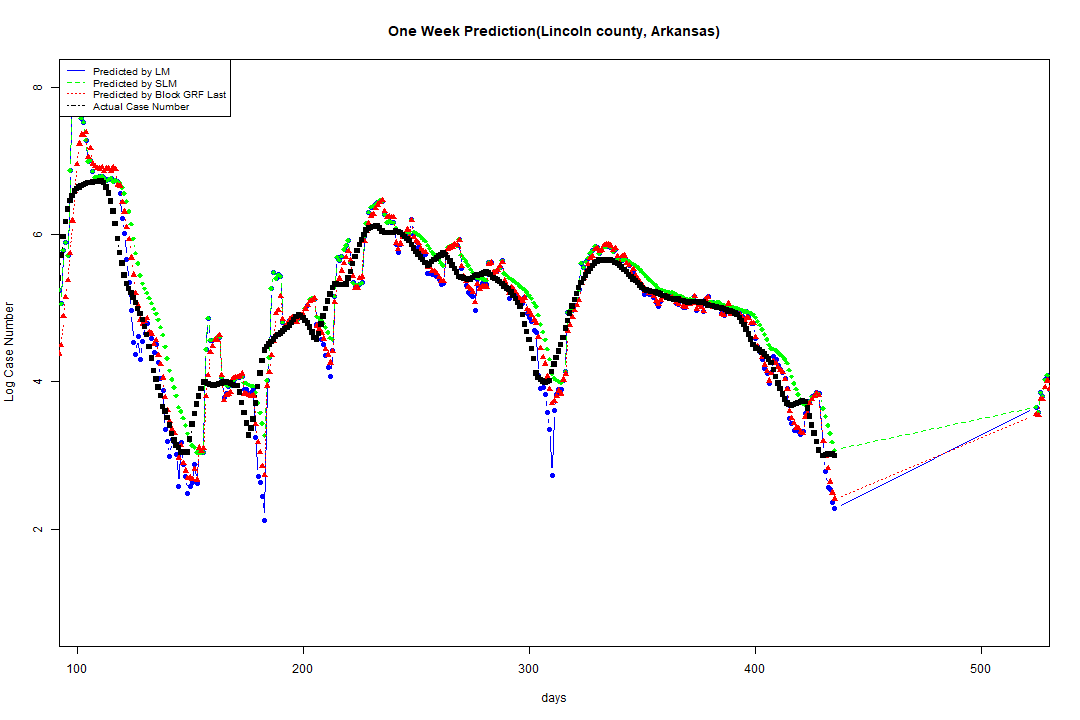 One Week Prediction(Lincoln county, Arkansas)
Predicted by LM
Predicted by SLM
Predicted by Block GRF Last
Actual Case Number
8
6
4
2
Log Case Number
100 200 300 400 500
days